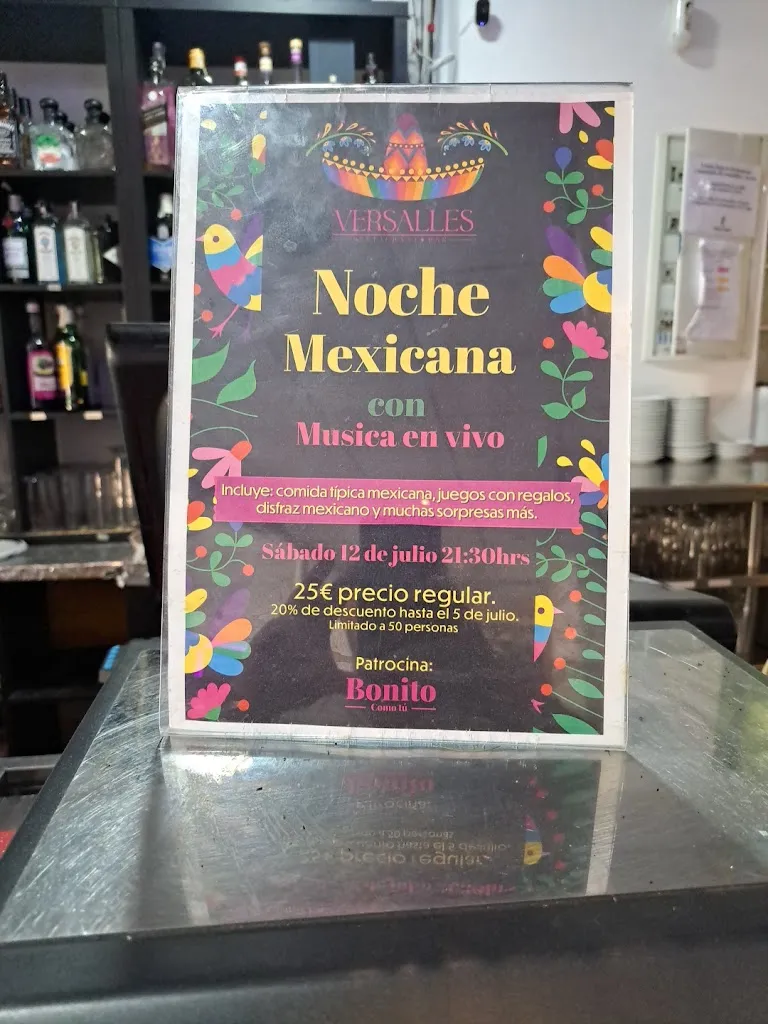 VERSALLES
Noche
Mexicana
con
Musica en vivo
Incluye: comida típica mexicana, juegos con regalos,
disfraz mexicano y muchas sorpresas más.
Sábado 12 de julio 21:30hrs
25€ precio regular.
20% de descuento hasta el 5 de julio.
Limitado a 50 personas
Patrocina:
Bonito
Como tú